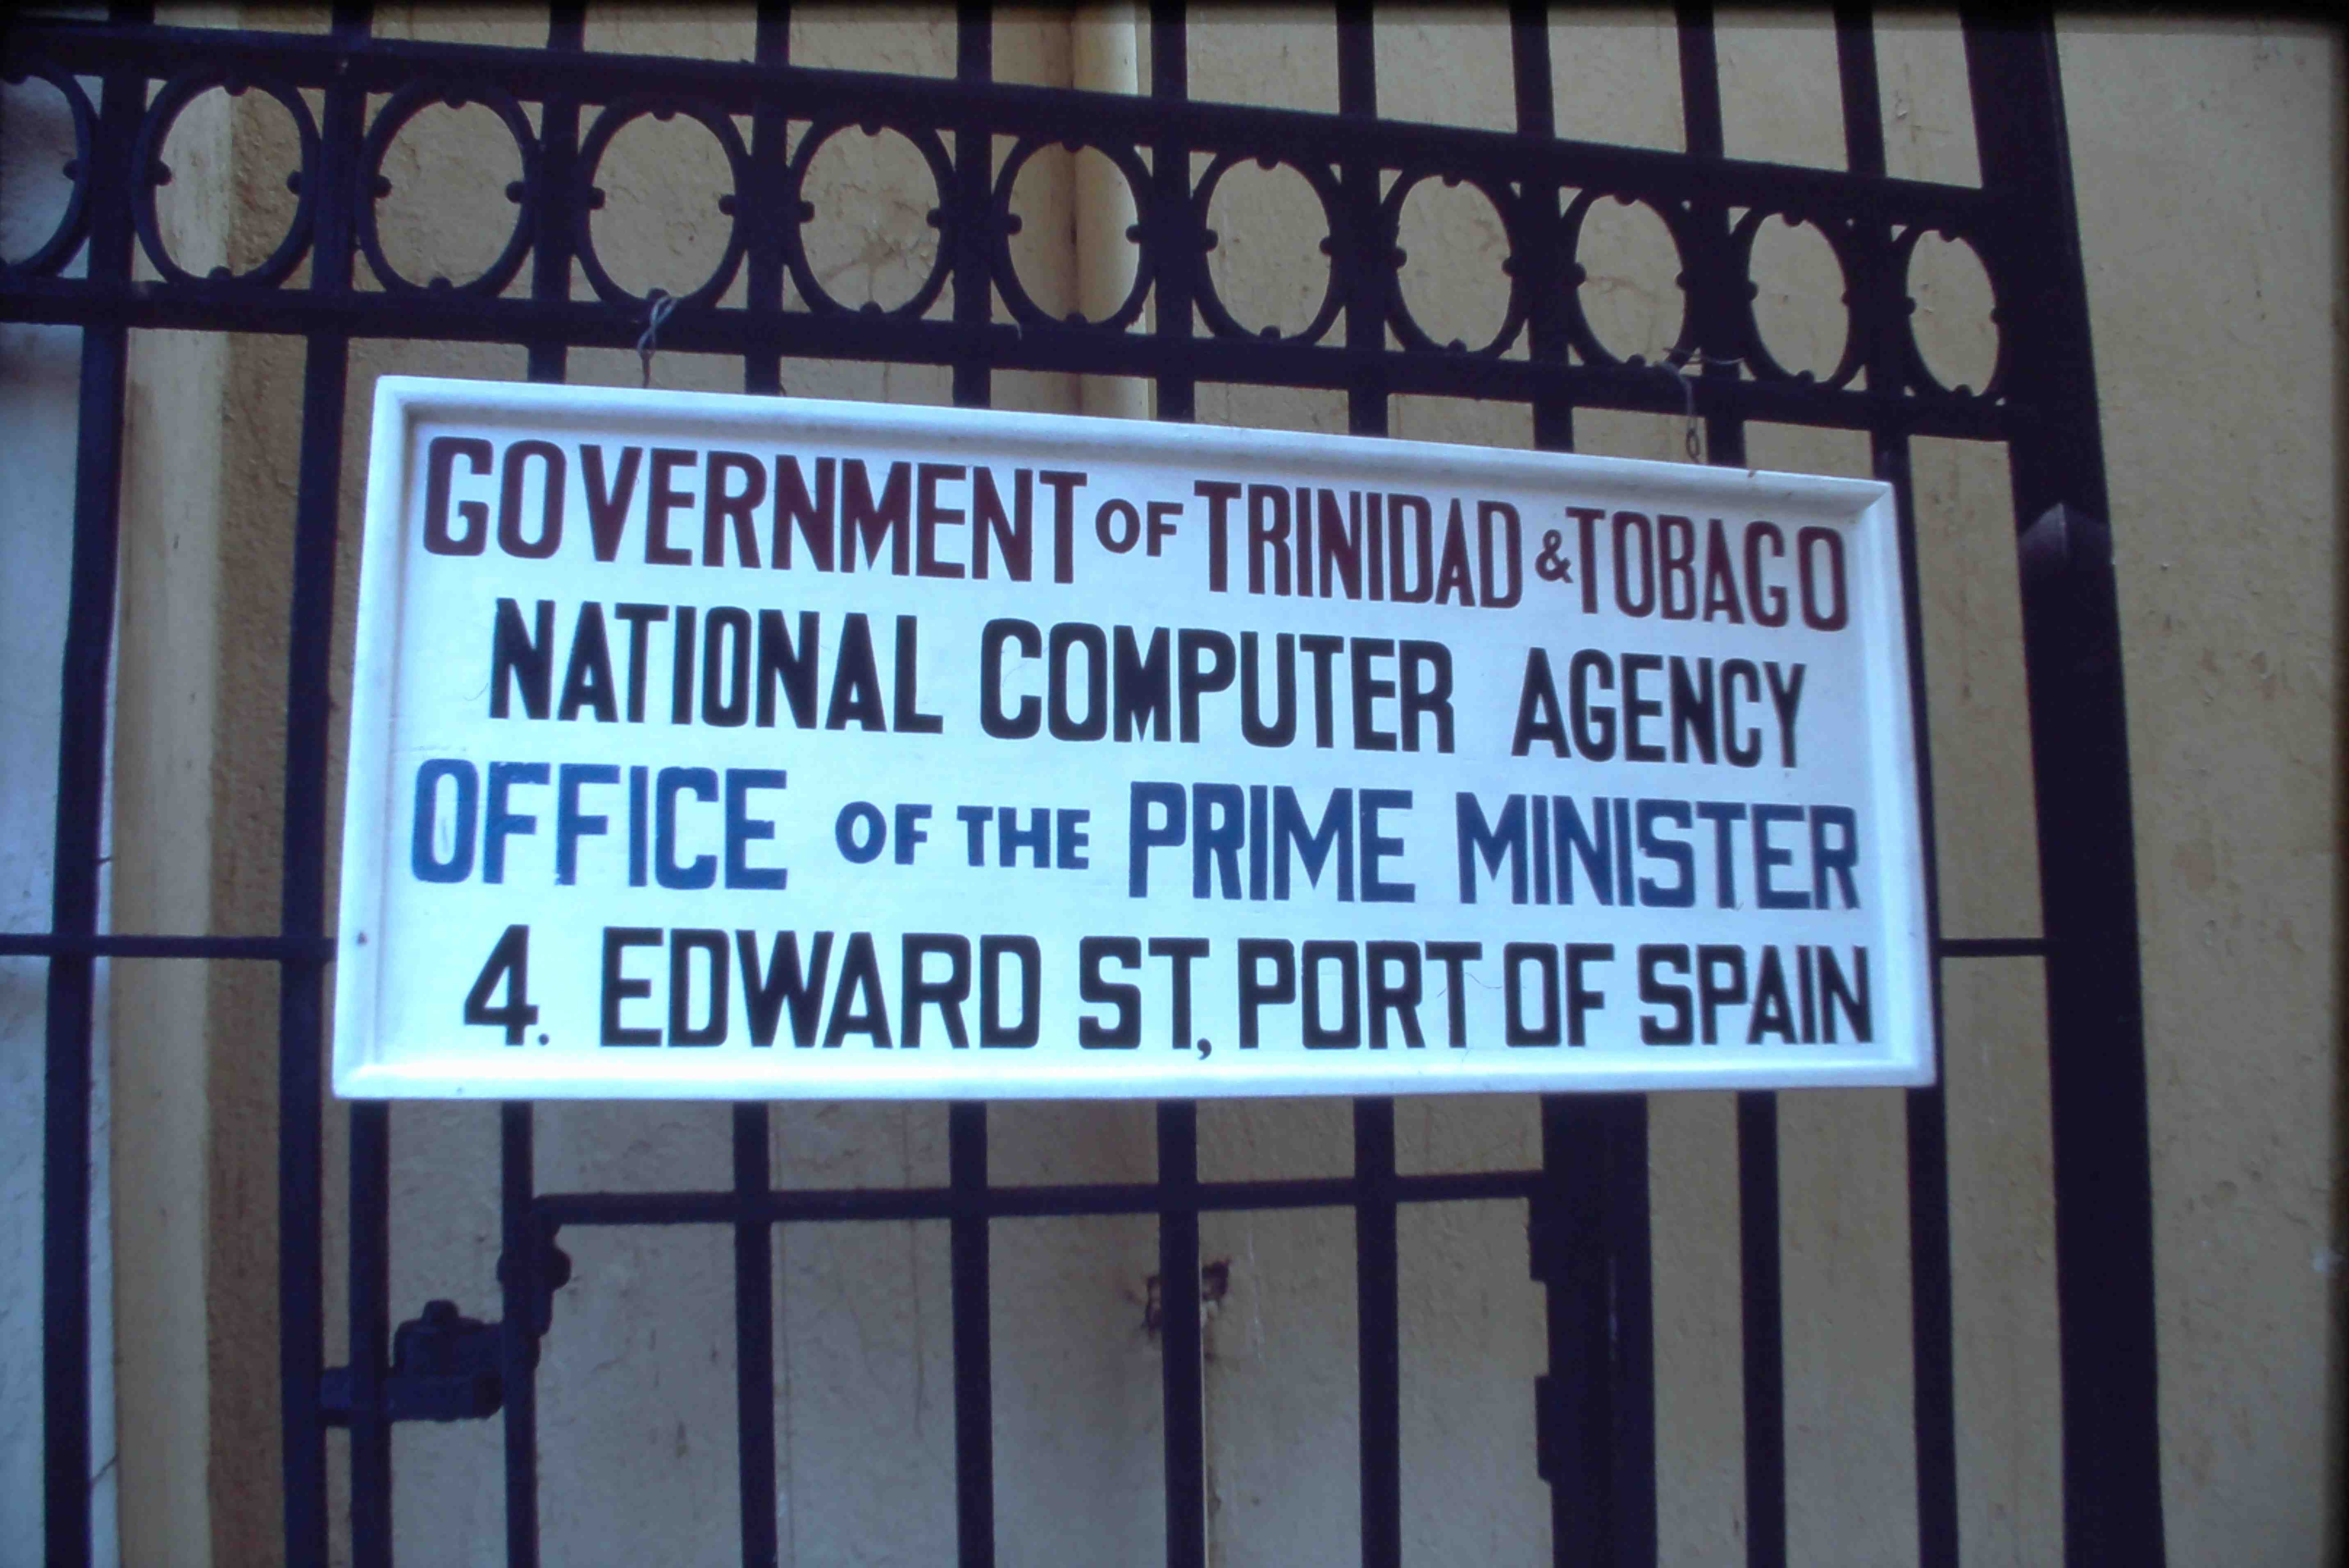 GOVERNMENT OF TRINIDAD & TOBAGO
NATIONAL COMPUTER AGENCY
OFFICE OF THE PRIME MINISTER
4. EDWARD ST, PORT OF SPAIN